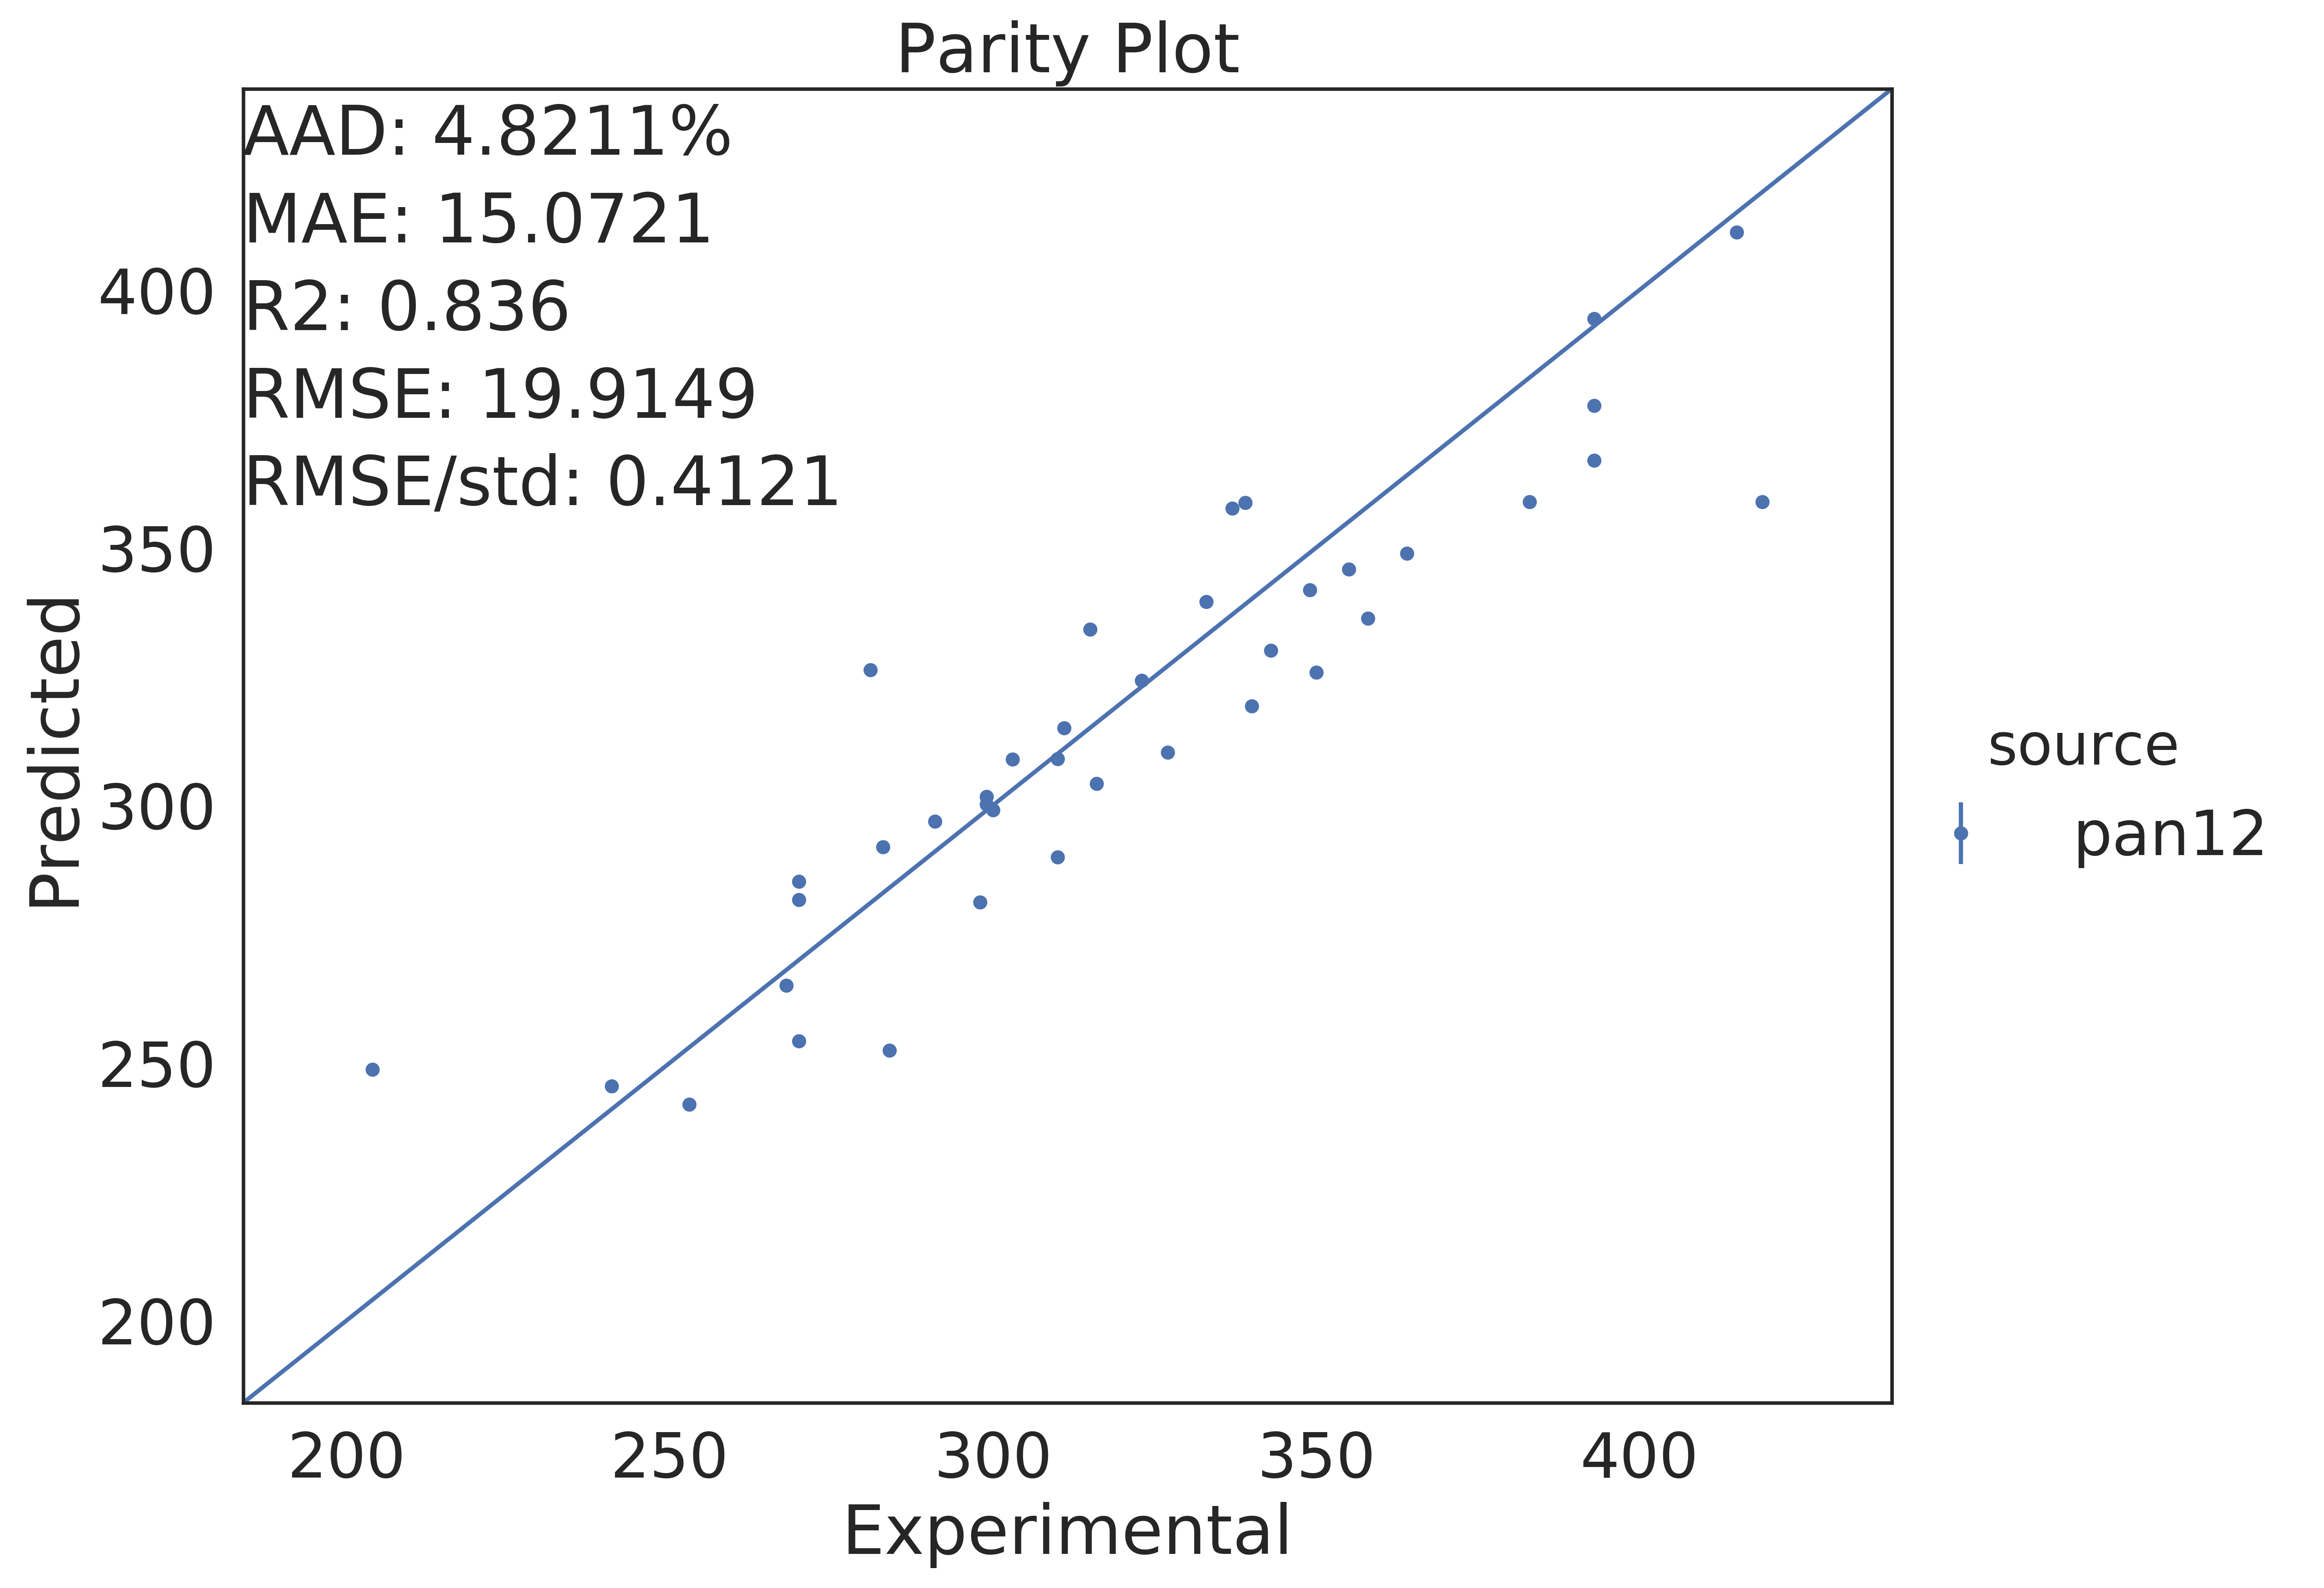 Parity Plot
AAD: 4.8211%
MAE: 15.0721
R2: 0.836
RMSE: 19.9149
RMSE/std: 0.4121
400
350
300
250
200
Predicted
200 250 300 350 400
Experimental
source
pan12